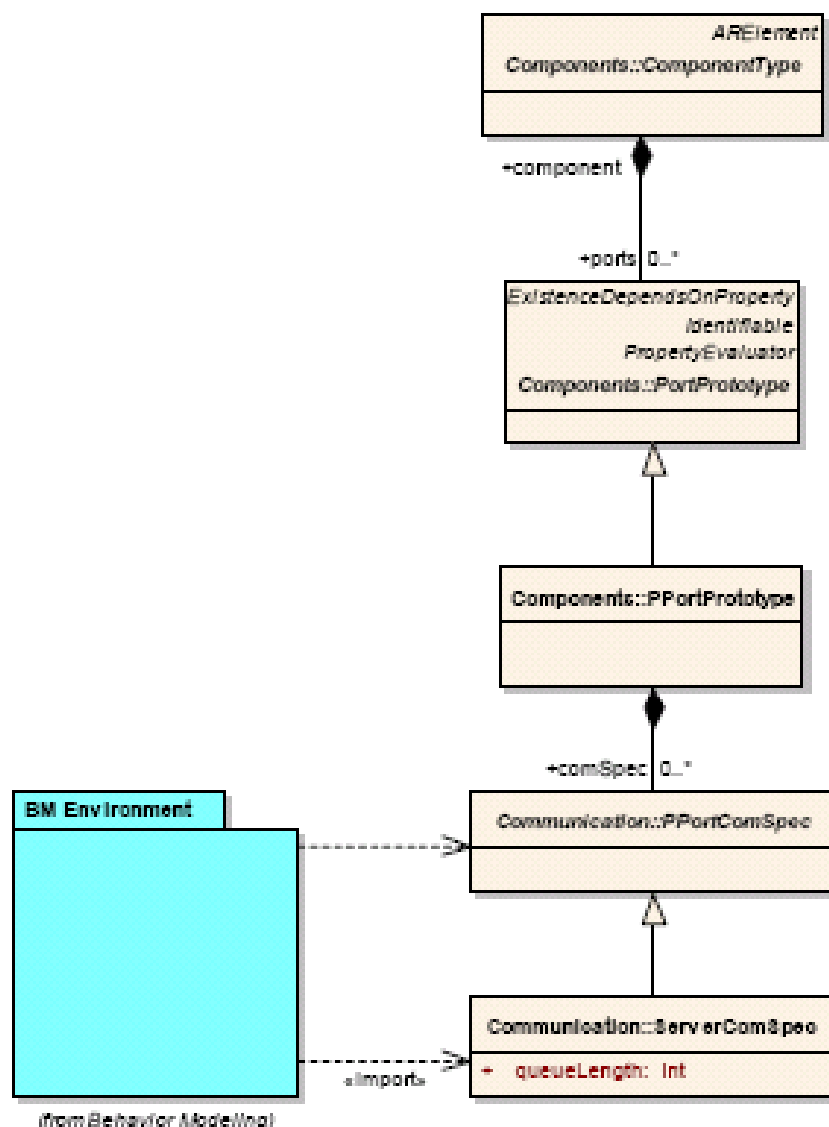 ARElement
Components::ComponentType
+component
+ports 0..*
ExistenceDependsOnProperty
Identifiable
PropertyEvaluator
Components::PortPrototype
Components::PPortPrototype
+comSpec 0..*
BM Environment
Communication::PPortComSpec
Communication::ServerComSpec
+ queueLength: Int
«import»
(from Behavior Modeling)